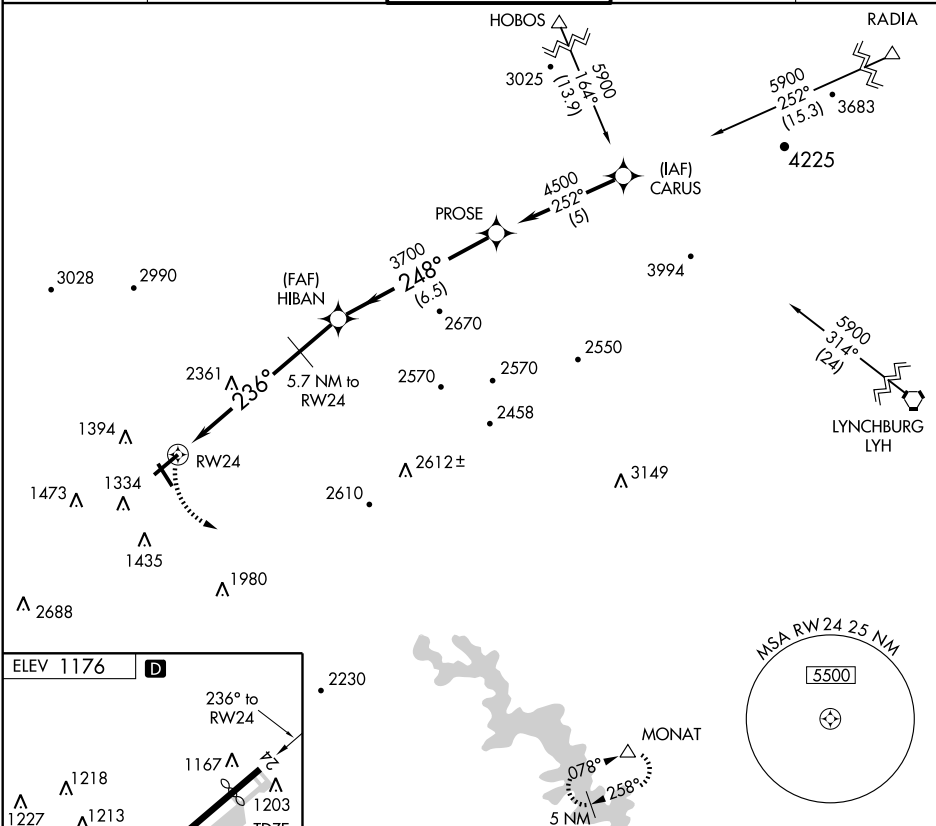 HOBOS
RADIA
3025
5900
164°
(13.9)
5900
252°
(15.3)
3683
4225
(IAF)
CARUS
4500
252°
(5)
PROSE
3700
248°
(6.5)
3994
3028
2990
(FAF)
HIBAN
2670
5900
314°
(24)
2361
236°
5.7 NM to
RW24
2570
2570
2550
2458
LYNCHBURG
LYH
1394
RW24
2612±
3149
1473
1334
2610
1435
1980
2688
MSA RW24 25 NM
5500
ELEV 1176
D
2230
236° to
RW24
MONAT
078°
258°
5 NM
1167
24
1218
1203
1227
1213
TDZE